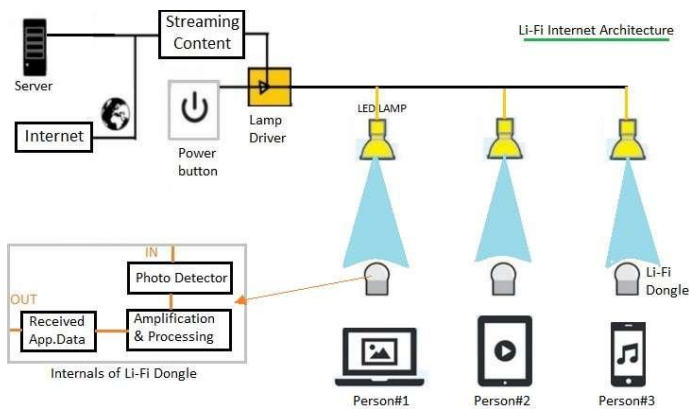 Li-Fi Internet Architecture
Streaming
Content
Server
Internet
Power
button
Lamp
Driver
LED LAMP
Li-Fi
Dongle
IN
Photo Detector
OUT
Received
App.Data
Amplification
& Processing
Internals of Li-Fi Dongle
Person#1
Person#2
Person#3